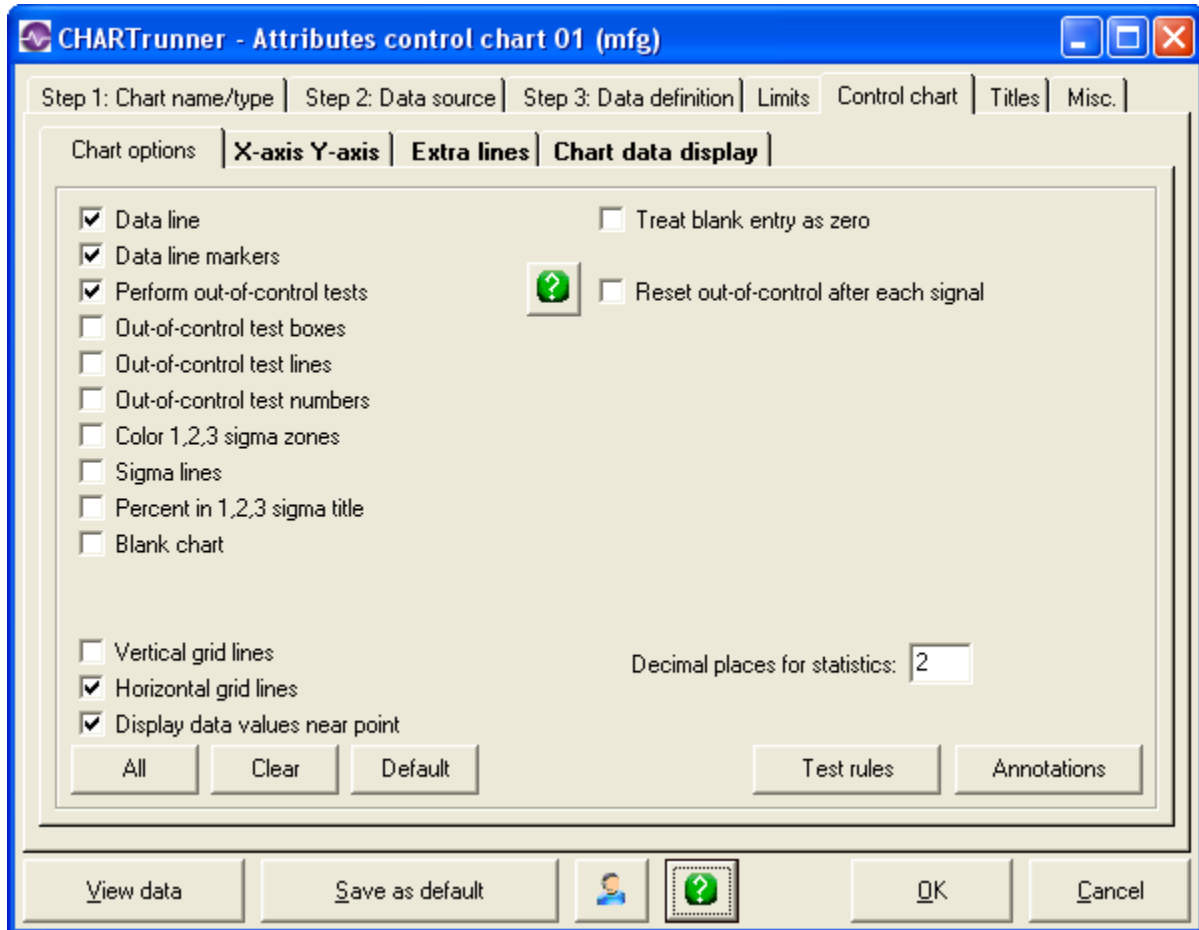 CHARTrunner - Attributes control chart 01 (mfg)
Step 1: Chart name/type Step 2: Data source Step 3: Data definition Limits Control chart Titles Misc.
Chart options X-axis Y-axis Extra lines Chart data display
Data line Treat blank entry as zero
Data line markers
Perform out-of-control tests ? Reset out-of-control after each signal
Out-of-control test boxes
Out-of-control test lines
Out-of-control test numbers
Color 1,2,3 sigma zones
Sigma lines
Percent in 1,2,3 sigma title
Blank chart
Vertical grid lines Decimal places for statistics: 2
Horizontal grid lines
Display data values near point
All Clear Default Test rules Annotations
View data Save as default ? OK Cancel